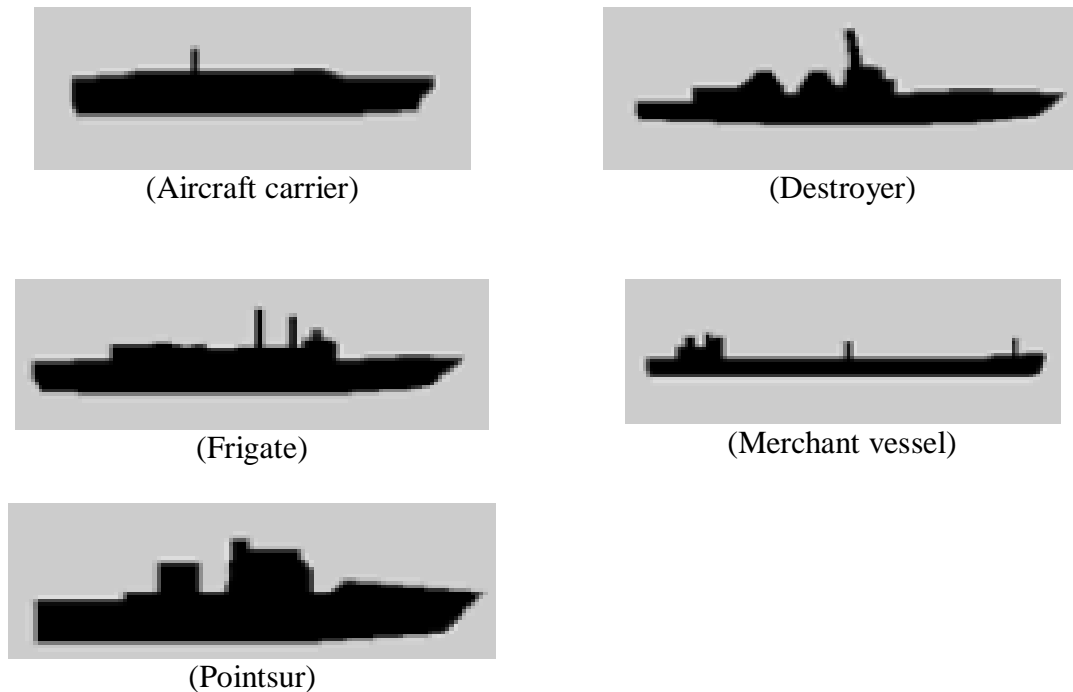 (Aircraft carrier)
(Destroyer)
(Frigate)
(Merchant vessel)
(Pointsur)